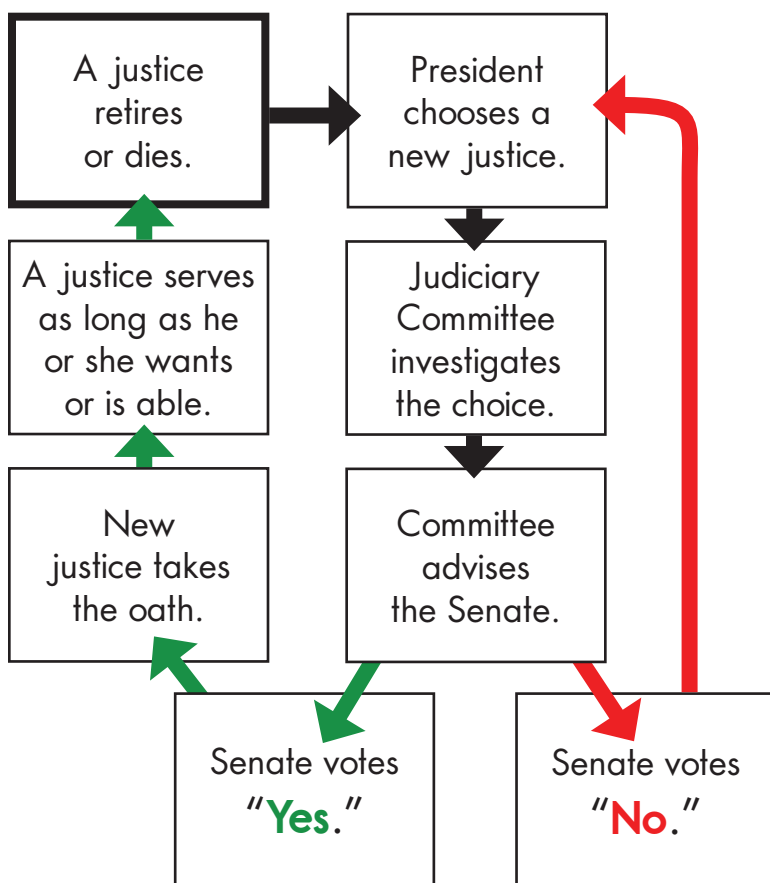 A justice
retires
or dies.
President
chooses a
new justice.
Judiciary
Committee
investigates
the choice.
Committee
advises
the Senate.
Senate votes
“Yes.”
Senate votes
“No.”
New
justice takes
the oath.
A justice serves
as long as he
or she wants
or is able.